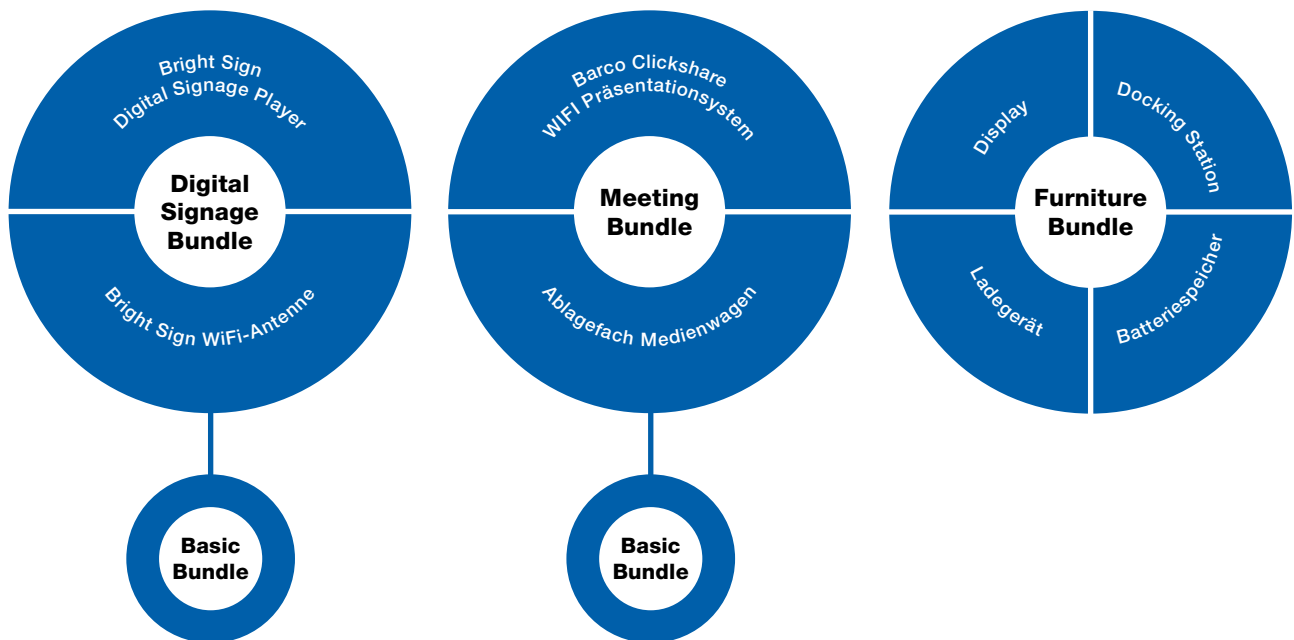 Bright Sign
Digital Signage Player
Digital
Signage
Bundle
Bright Sign WiFi-Antenne
Basic
Bundle
Barco Clickshare
WIFI Präsentationsystem
Meeting
Bundle
Ablagefach Medienwagen
Basic
Bundle
Display
Docking Station
Furniture
Bundle
Ladegerät
Batteriespeicher